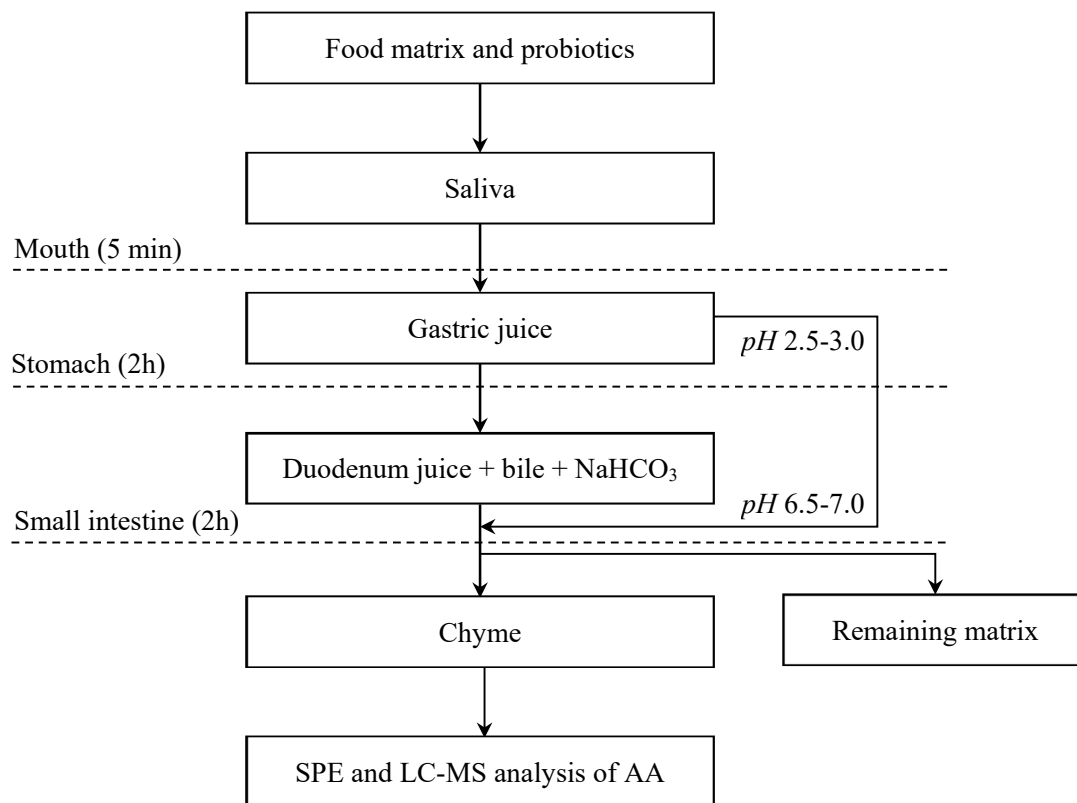 Food matrix and probiotics
Saliva
Mouth (5 min)
Gastric juice
pH 2.5-3.0
Stomach (2h)
Duodenum juice + bile + NaHCO₃
pH 6.5-7.0
Small intestine (2h)
Chyme
Remaining matrix
SPE and LC-MS analysis of AA